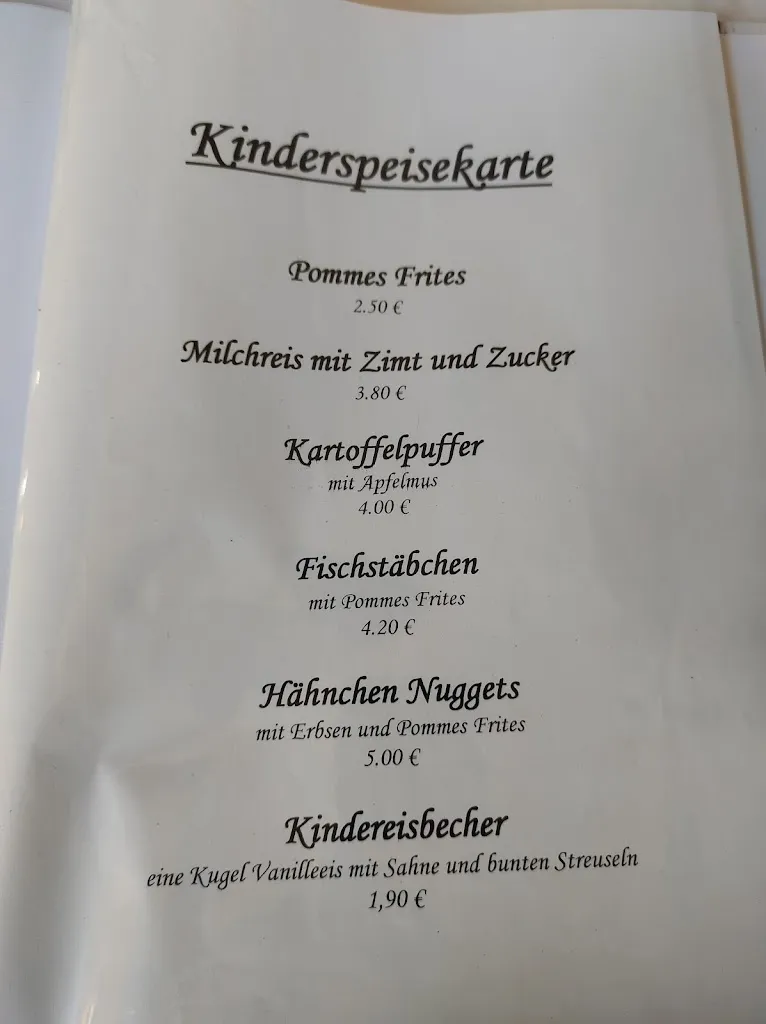 Kinderspeisekarte
Pommes Frites
2.50 €
Milchreis mit Zimt und Zucker
3.80 €
Kartoffelpuffer
mit Apfelmus
4.00 €
Fischstäbchen
mit Pommes Frites
4.20 €
Hähnchen Nuggets
mit Erbsen und Pommes Frites
5.00 €
Kindereisbecher
eine Kugel Vanilleeis mit Sahne und bunten Streuseln
1,90 €